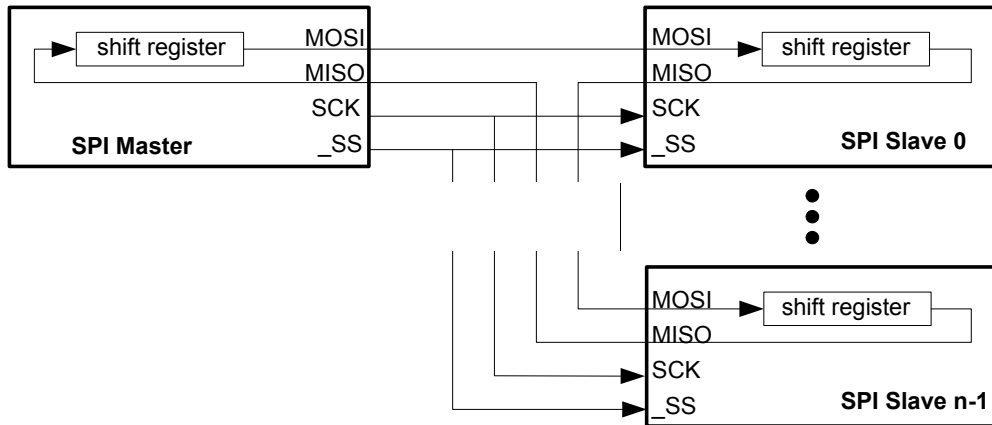 shift register
MOSI
MISO
SCK
_SS
SPI Master
MOSI
shift register
MISO
SCK
_SS
SPI Slave 0
MOSI
shift register
MISO
SCK
_SS
SPI Slave n-1